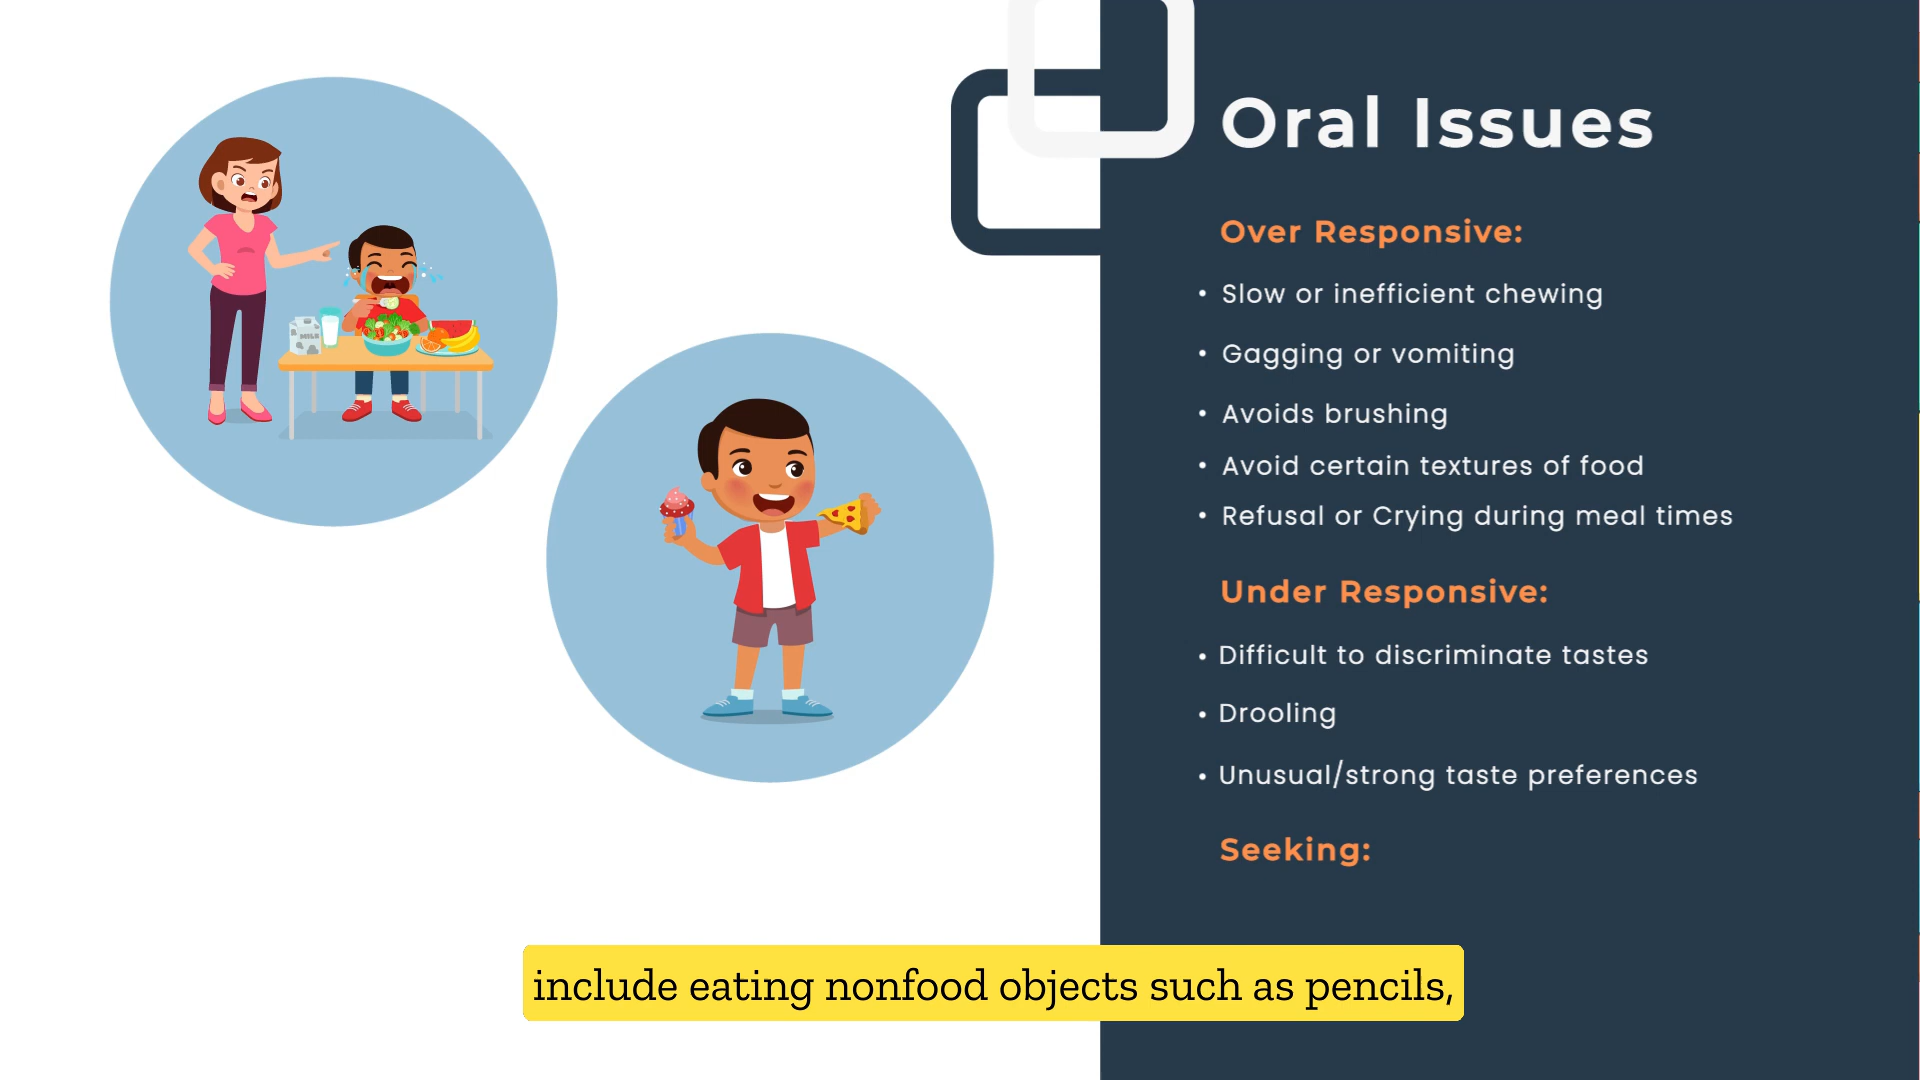 Oral Issues
Over Responsive:
• Slow or inefficient chewing
• Gagging or vomiting
• Avoids brushing
• Avoid certain textures of food
• Refusal or Crying during meal times
Under Responsive:
• Difficult to discriminate tastes
• Drooling
• Unusual/strong taste preferences
Seeking:
include eating nonfood objects such as pencils,
MILK